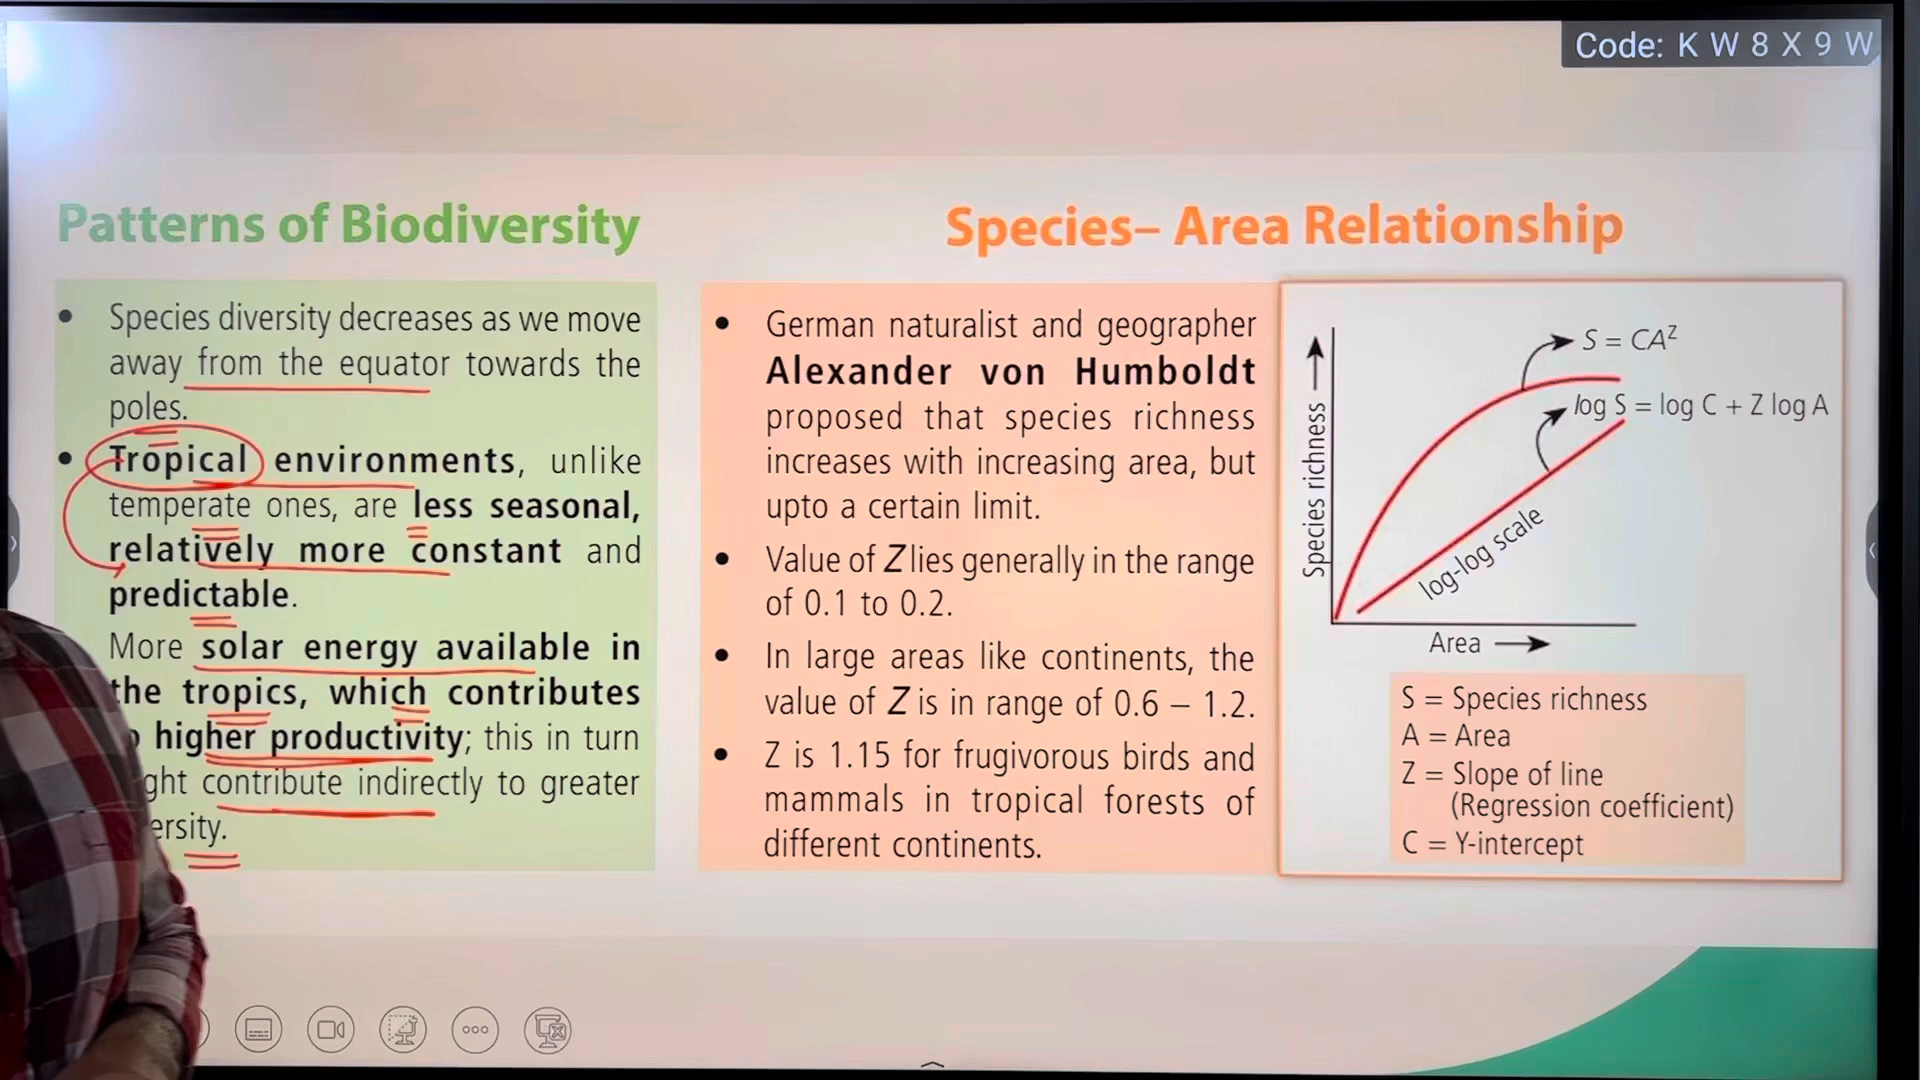 Code: K W 8 X 9 W
Patterns of Biodiversity
• Species diversity decreases as we move
away from the equator towards the
poles.
• Tropical environments, unlike
temperate ones, are less seasonal,
relatively more constant and
predictable.
More solar energy available in
the tropics, which contributes
higher productivity; this in turn
contribute indirectly to greater
Species– Area Relationship
• German naturalist and geographer
Alexander von Humboldt
proposed that species richness
increases with increasing area, but
upto a certain limit.
• Value of Z lies generally in the range
of 0.1 to 0.2.
• In large areas like continents, the
value of Z is in range of 0.6 – 1.2.
• Z is 1.15 for frugivorous birds and
mammals in tropical forests of
different continents.
S = CA^Z
log S = log C + Z log A
Species richness
log-log scale
Area
S = Species richness
A = Area
Z = Slope of line
(Regression coefficient)
C = Y-intercept